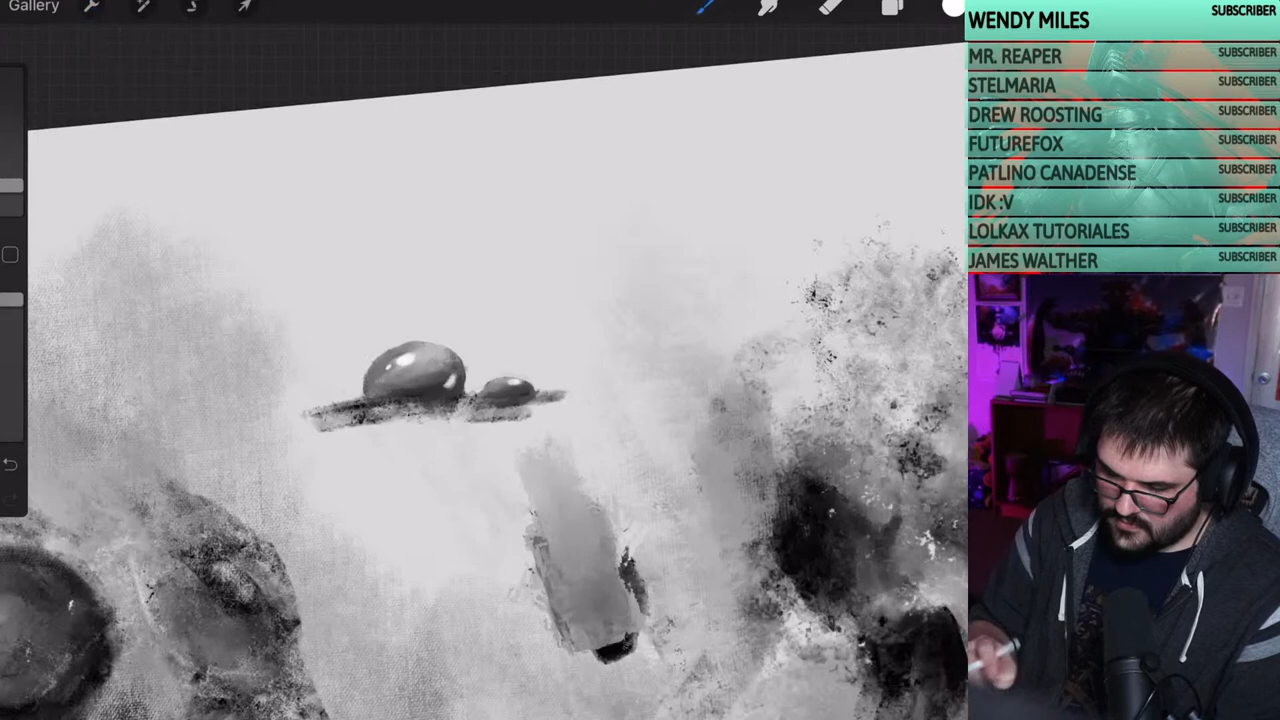 Gallery
WENDY MILES SUBSCRIBER
MR. REAPER SUBSCRIBER
STELMARIA SUBSCRIBER
DREW ROOSTING SUBSCRIBER
FUTUREFOX SUBSCRIBER
PATLINO CANADENSE SUBSCRIBER
IDK :V SUBSCRIBER
LOLKAX TUTORIALES SUBSCRIBER
JAMES WALTHER SUBSCRIBER